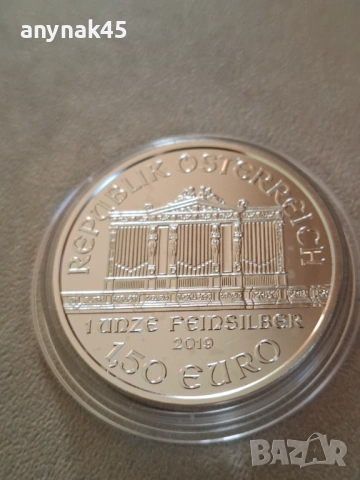 anynak45
REPUBLIK ÖSTERREICH
1 UNZE FEINSILBER
2019
1,50 EURO
BAZAR